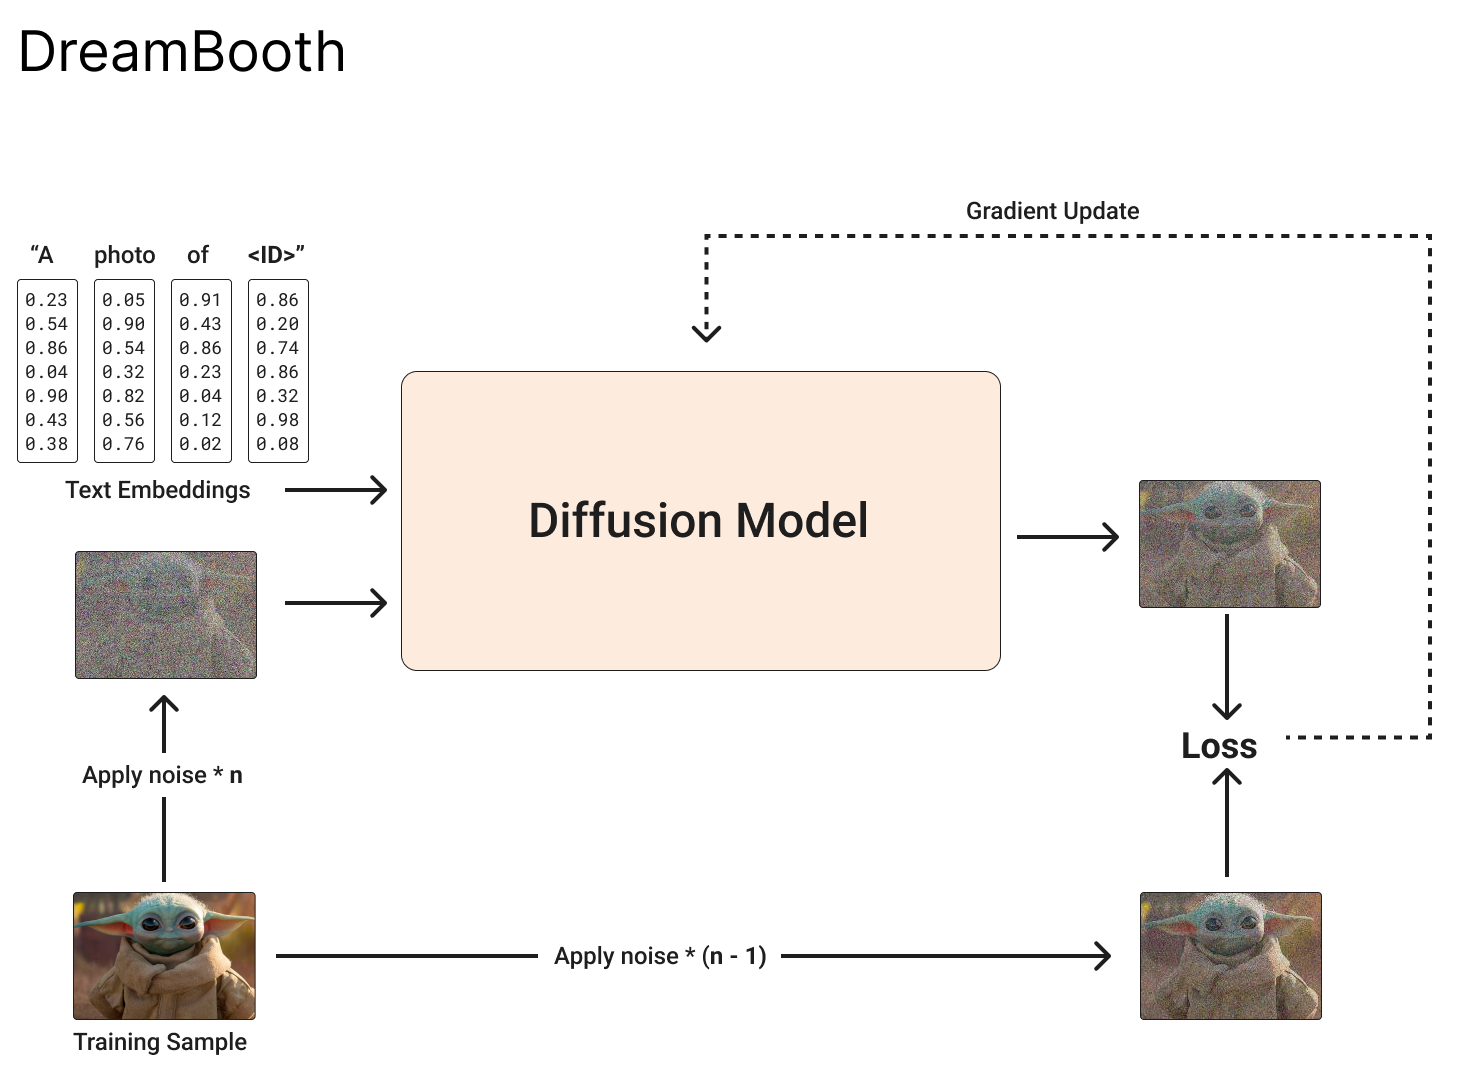 DreamBooth
Gradient Update
“A photo of <ID>”
0.23 0.05 0.91 0.86
0.54 0.90 0.43 0.20
0.86 0.54 0.86 0.74
0.04 0.32 0.23 0.86
0.90 0.82 0.04 0.32
0.43 0.56 0.12 0.98
0.38 0.76 0.02 0.08
Text Embeddings
Diffusion Model
Loss
Apply noise * n
Apply noise * (n - 1)
Training Sample